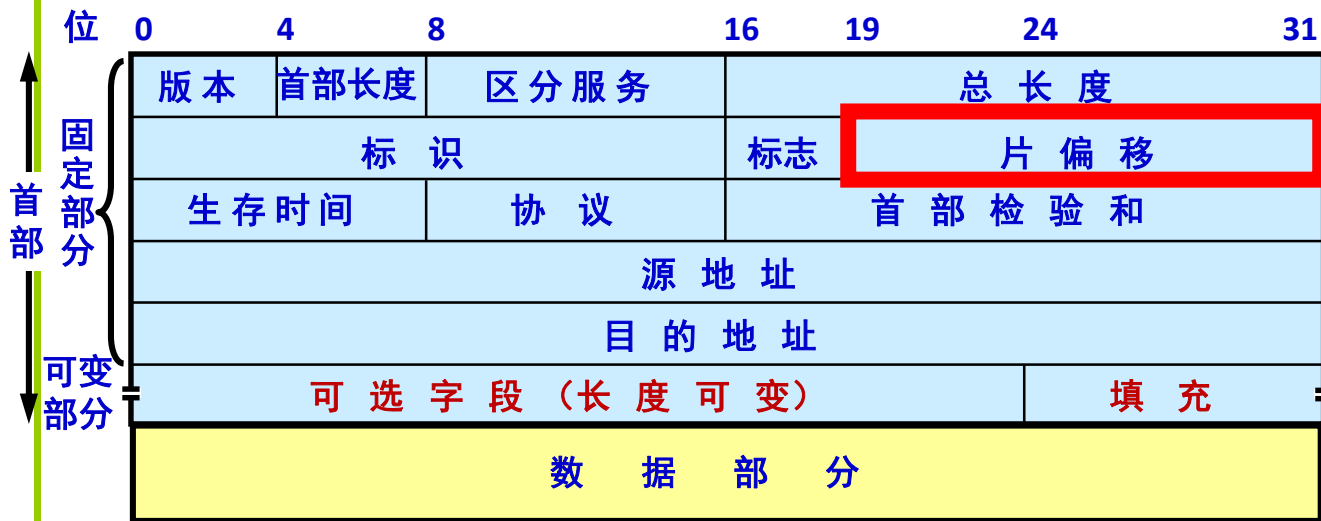 位 0 4 8 16 19 24 31
版本 首部长度 区分服务 总长度
标识 标志 片偏移
生存时间 协议 首部检验和
源地址
目的地址
可选字段（长度可变） 填充
数据部分
首部
固定部分
可变部分